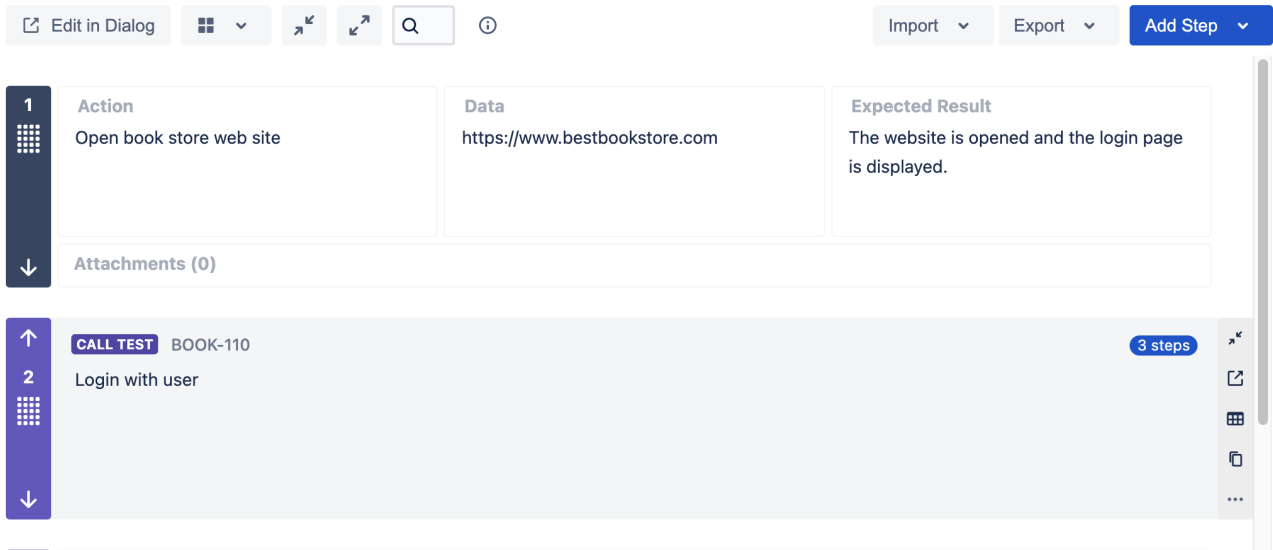 Edit in Dialog
Import
Export
Add Step
1
Action
Data
Expected Result
Open book store web site
https://www.bestbookstore.com
The website is opened and the login page
is displayed.
Attachments (0)
2
CALL TEST BOOK-110
3 steps
Login with user